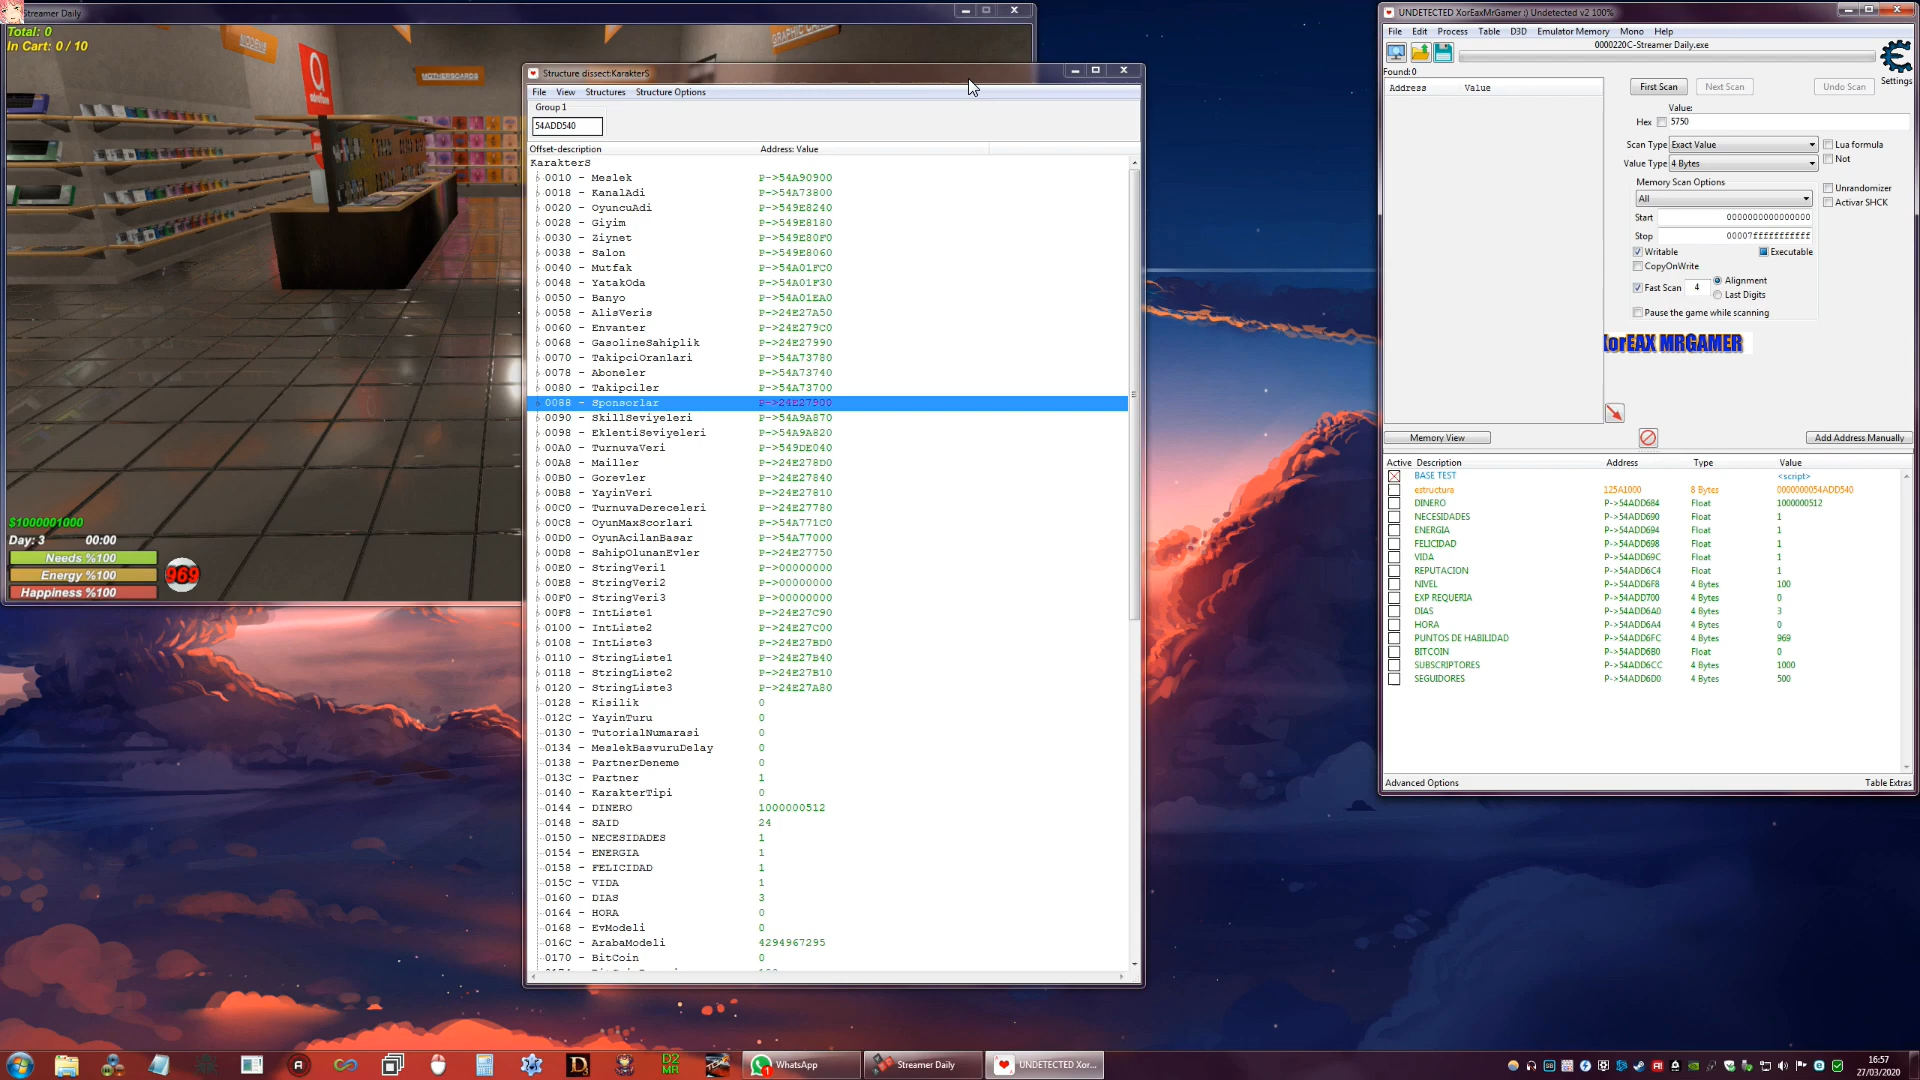 Streamer Daily
Total: 0
In Cart: 0 / 10
MOTHERBOARDS
$1000001000
Day: 3 00:00
Needs %100
Energy %100
Happiness %100
969
Structure dissect:KarakterS
File View Structures Structure Options
Group 1
54ADD540
Offset-description Address: Value
KarakterS
0010 - Meslek P->54A90900
0018 - KanalAdi P->54A73800
0020 - OyuncuAdi P->549E8240
0028 - Giyim P->549E8180
0030 - Ziynet P->549E80F0
0038 - Salon P->549E8060
0040 - Mutfak P->54A01FC0
0048 - YatakOda P->54A01F30
0050 - Banyo P->54A01EA0
0058 - AlisVeris P->24E27A50
0060 - Envanter P->24E279C0
0068 - GasolineSahiplik P->24E27990
0070 - TakipciOranlari P->54A73780
0078 - Aboneler P->54A73740
0080 - Takipciler P->54A73700
0088 - Sponsorlar P->24E27900
0090 - SkillSeviyeleri P->54A9A870
0098 - EklentiSeviyeleri P->54A9A820
00A0 - TurnuvaVeri P->549DE040
00A8 - Mailler P->24E278D0
00B0 - Gorevler P->24E27840
00B8 - YayinVeri P->24E27810
00C0 - TurnuvaDereceleri P->24E27780
00C8 - OyunMaxScorlari P->54A771C0
00D0 - OyunAcilanBasar P->54A77000
00D8 - SahipOlunanEvler P->24E27750
00E0 - StringVeri1 P->00000000
00E8 - StringVeri2 P->00000000
00F0 - StringVeri3 P->00000000
00F8 - IntListe1 P->24E27C90
0100 - IntListe2 P->24E27C00
0108 - IntListe3 P->24E27BD0
0110 - StringListe1 P->24E27B40
0118 - StringListe2 P->24E27B10
0120 - StringListe3 P->24E27A80
0128 - Kisilik 0
012C - YayinTuru 0
0130 - TutorialNumarasi 0
0134 - MeslekBasvuruDelay 0
0138 - PartnerDeneme 0
013C - Partner 1
0140 - KarakterTipi 0
0144 - DINERO 1000000512
0148 - SAID 24
0150 - NECESIDADES 1
0154 - ENERGIA 1
0158 - FELICIDAD 1
015C - VIDA 1
0160 - DIAS 3
0164 - HORA 0
0168 - EvModeli 0
016C - ArabaModeli 4294967295
0170 - BitCoin 0
UNDETECTED XorEaxMrGamer :) Undetected v2 100%
File Edit Process Table D3D Emulator Memory Mono Help
0000220C-Streamer Daily.exe
Found:0
Settings
Address Value
First Scan Next Scan Undo Scan
Value:
Hex 5750
Scan Type Exact Value Lua formula
Value Type 4 Bytes Not
Memory Scan Options
All
Unrandomizer
Activar SHCK
Start 0000000000000000
Stop 00007fffffffffff
Writable Executable
CopyOnWrite
Fast Scan 4 Alignment
Last Digits
Pause the game while scanning
XorEAX MRGAMER
Memory View Add Address Manually
Active Description Address Type Value
BASE TEST <script>
estructura 125A1000 8 Bytes 0000000054ADD540
DINERO P->54ADD684 Float 1000000512
NECESIDADES P->54ADD690 Float 1
ENERGIA P->54ADD694 Float 1
FELICIDAD P->54ADD698 Float 1
VIDA P->54ADD69C Float 1
REPUTACION P->54ADD6C4 Float 1
NIVEL P->54ADD6F8 4 Bytes 100
EXP REQUERIA P->54ADD700 4 Bytes 0
DIAS P->54ADD6A0 4 Bytes 3
HORA P->54ADD6A4 4 Bytes 0
PUNTOS DE HABILIDAD P->54ADD6FC 4 Bytes 969
BITCOIN P->54ADD6B0 Float 0
SUBSCRIPTORES P->54ADD6CC 4 Bytes 1000
SEGUIDORES P->54ADD6D0 4 Bytes 500
Advanced Options Table Extras
D2
MR
WhatsApp
Streamer Daily
UNDETECTED Xor...
16:57
27/03/2020